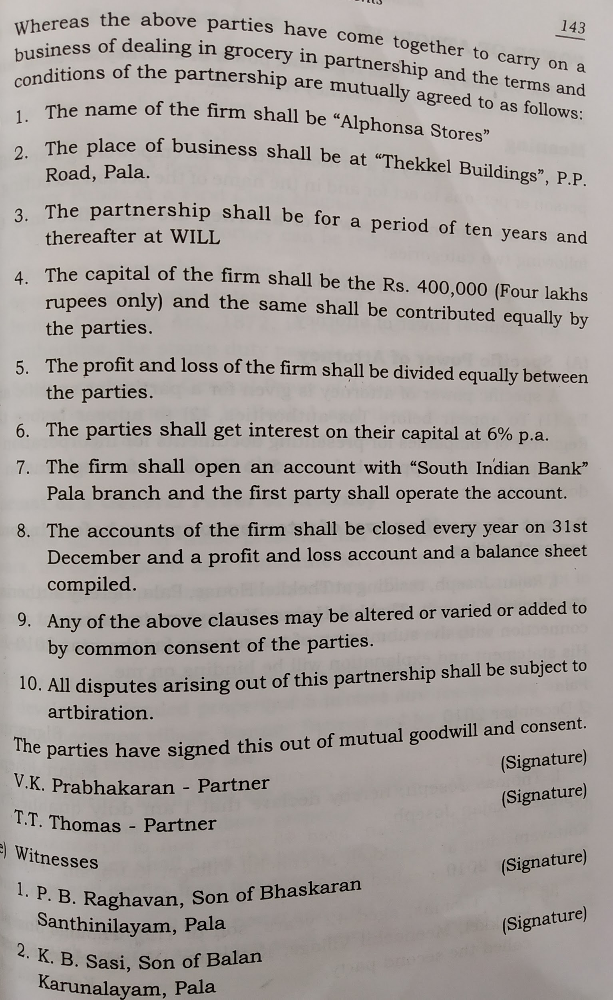 143
Whereas the above parties have come together to carry on a
business of dealing in grocery in partnership and the terms and
conditions of the partnership are mutually agreed to as follows:
1. The name of the firm shall be “Alphonsa Stores”
2. The place of business shall be at “Thekkel Buildings”, P.P.
Road, Pala.
3. The partnership shall be for a period of ten years and
thereafter at WILL
4. The capital of the firm shall be the Rs. 400,000 (Four lakhs
rupees only) and the same shall be contributed equally by
the parties.
5. The profit and loss of the firm shall be divided equally between
the parties.
6. The parties shall get interest on their capital at 6% p.a.
7. The firm shall open an account with “South Indian Bank”
Pala branch and the first party shall operate the account.
8. The accounts of the firm shall be closed every year on 31st
December and a profit and loss account and a balance sheet
compiled.
9. Any of the above clauses may be altered or varied or added to
by common consent of the parties.
10. All disputes arising out of this partnership shall be subject to
artbiration.
The parties have signed this out of mutual goodwill and consent.
(Signature)
V.K. Prabhakaran - Partner
(Signature)
T.T. Thomas - Partner
e) Witnesses
(Signature)
1. P. B. Raghavan, Son of Bhaskaran
Santhinilayam, Pala
(Signature)
2. K. B. Sasi, Son of Balan
Karunalayam, Pala